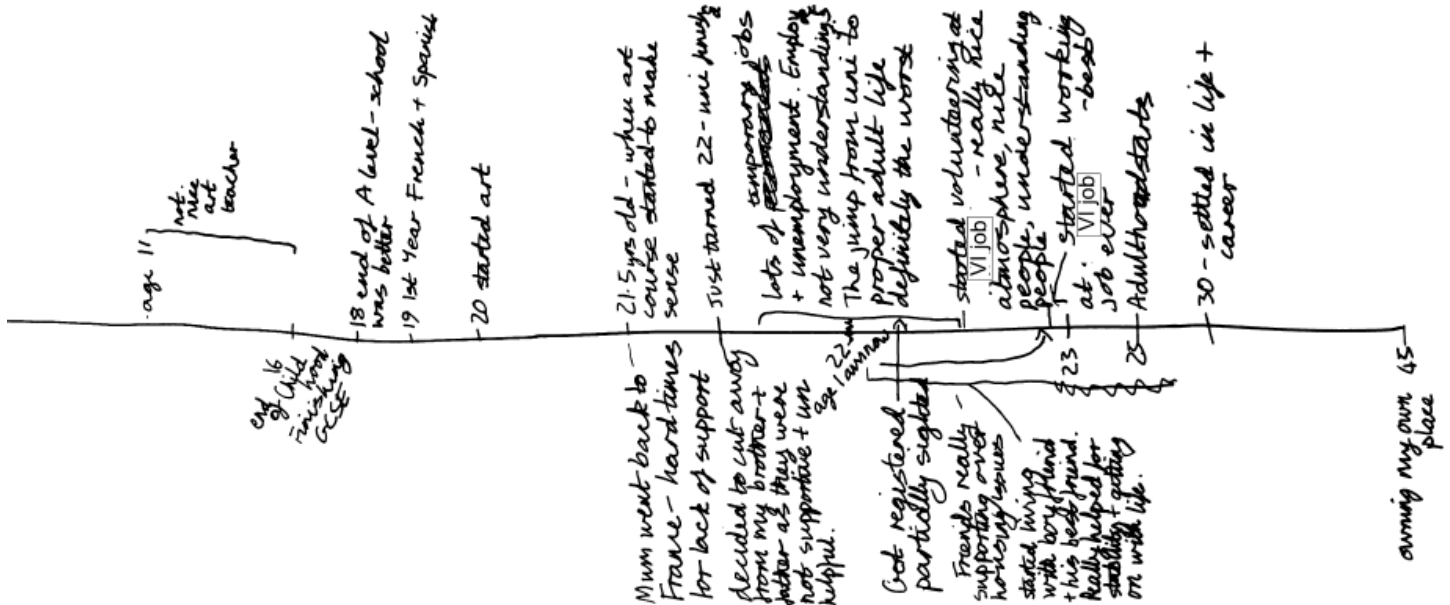 age 11
not
nice
art
teacher
16
end
of Child
hood
Finishing
GCSE
18 end of A level - school
was better
19 1st Year French + Spanish
20 started art
21.5 yrs old - when art
course started to make
sense
Mum went back to
France - hard times
for lack of support
Just turned 22 - uni finish
decided to cut away
from my brother +
father as they were
not supportive + un
helpful.
lots of temporary jobs
+ unemployment. Employ
not very understanding.
The jump from uni to
proper adult life
definitely the worst
22
age I am now
Got registered
partially sighted
started volunteering at
VI job - really nice
atmosphere, nice
people, understanding
people
Friends really -
supporting over
housing issues
started living
with boyfriend
+ his best friend.
Really helped for
stability + getting
on with life.
23
started working
at VI job - best
job ever
25
Adulthood starts
30 - settled in life +
career
45
owning my own
place